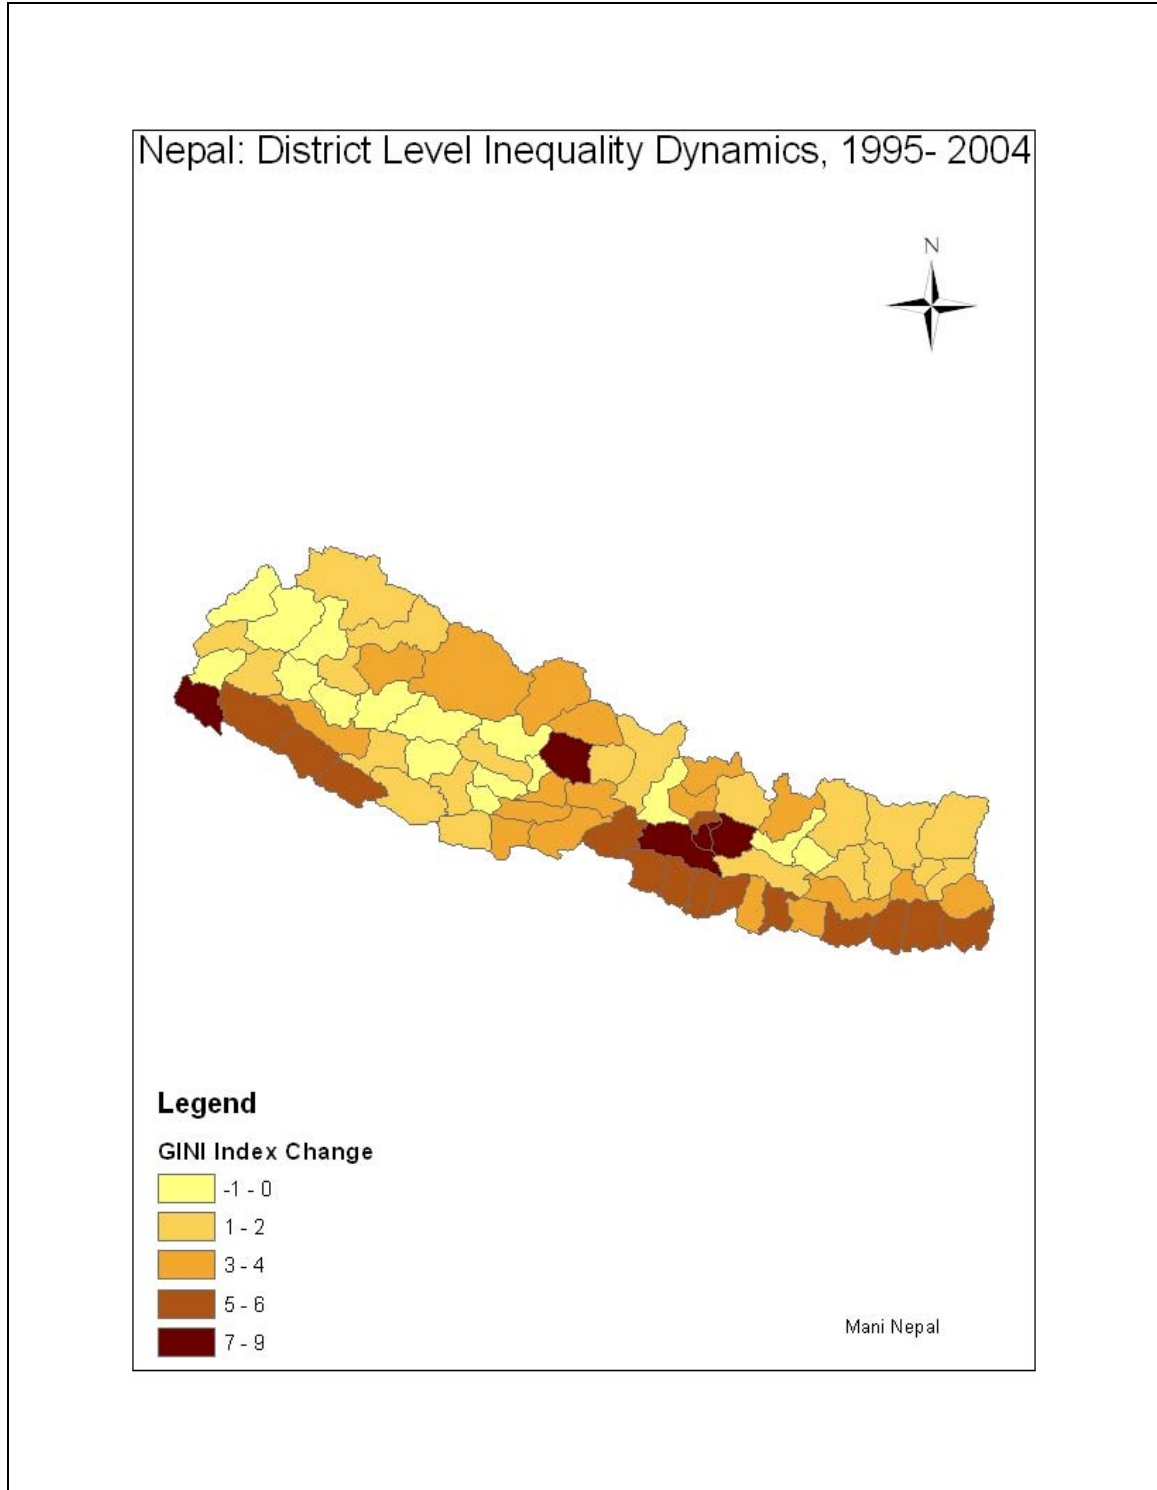 Nepal: District Level Inequality Dynamics, 1995- 2004
N
Legend
GINI Index Change
-1 - 0
1 - 2
3 - 4
5 - 6
7 - 9
Mani Nepal